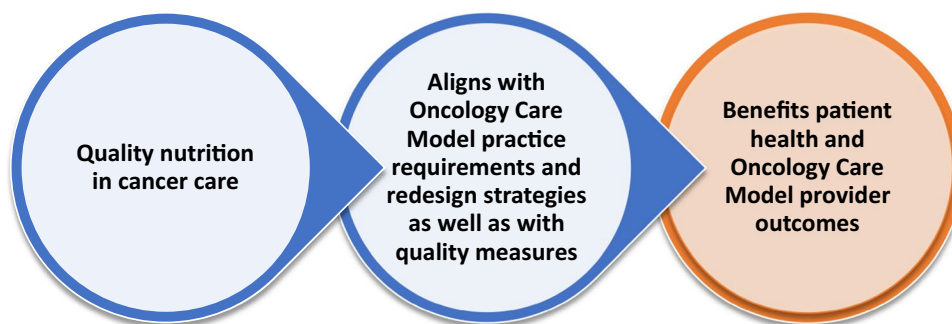 Quality nutrition
in cancer care
Aligns with
Oncology Care
Model practice
requirements and
redesign strategies
as well as with
quality measures
Benefits patient
health and
Oncology Care
Model provider
outcomes